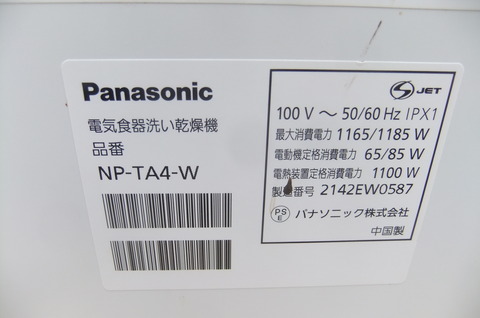 Panasonic
電気食器洗い乾燥機
品番
NP-TA4-W
S JET
100 V ～ 50/60 Hz IPX1
最大消費電力 1165/1185 W
電動機定格消費電力 65/85 W
電熱装置定格消費電力 1100 W
製造番号 2142EW0587
PS
E
パナソニック株式会社
中国製